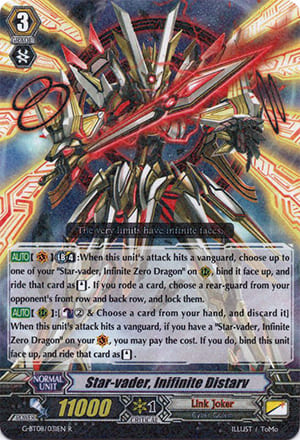 3
The very limits have infinite faces.
AUTO [ ] LB 4 :When this unit's attack hits a vanguard, choose up to
one of your "Star-vader, Infinite Zero Dragon" on G, bind it face up, and
ride that card as [ ]. If you rode a card, choose a rear-guard from your
opponent's front row and back row, and lock them.
AUTO [ ]:[ 2 & Choose a card from your hand, and discard it]
When this unit's attack hits a vanguard, if you have a "Star-vader, Infinite
Zero Dragon" on your G, you may pay the cost. If you do, bind this unit
face up, and ride that card as [ ].
NORMAL
UNIT
Star-vader, Inifinite Distarv
POWER
11000
1
CRITICAL
Link Joker
Cyberoid
G-BT08/031EN R
ILLUST / ToMo